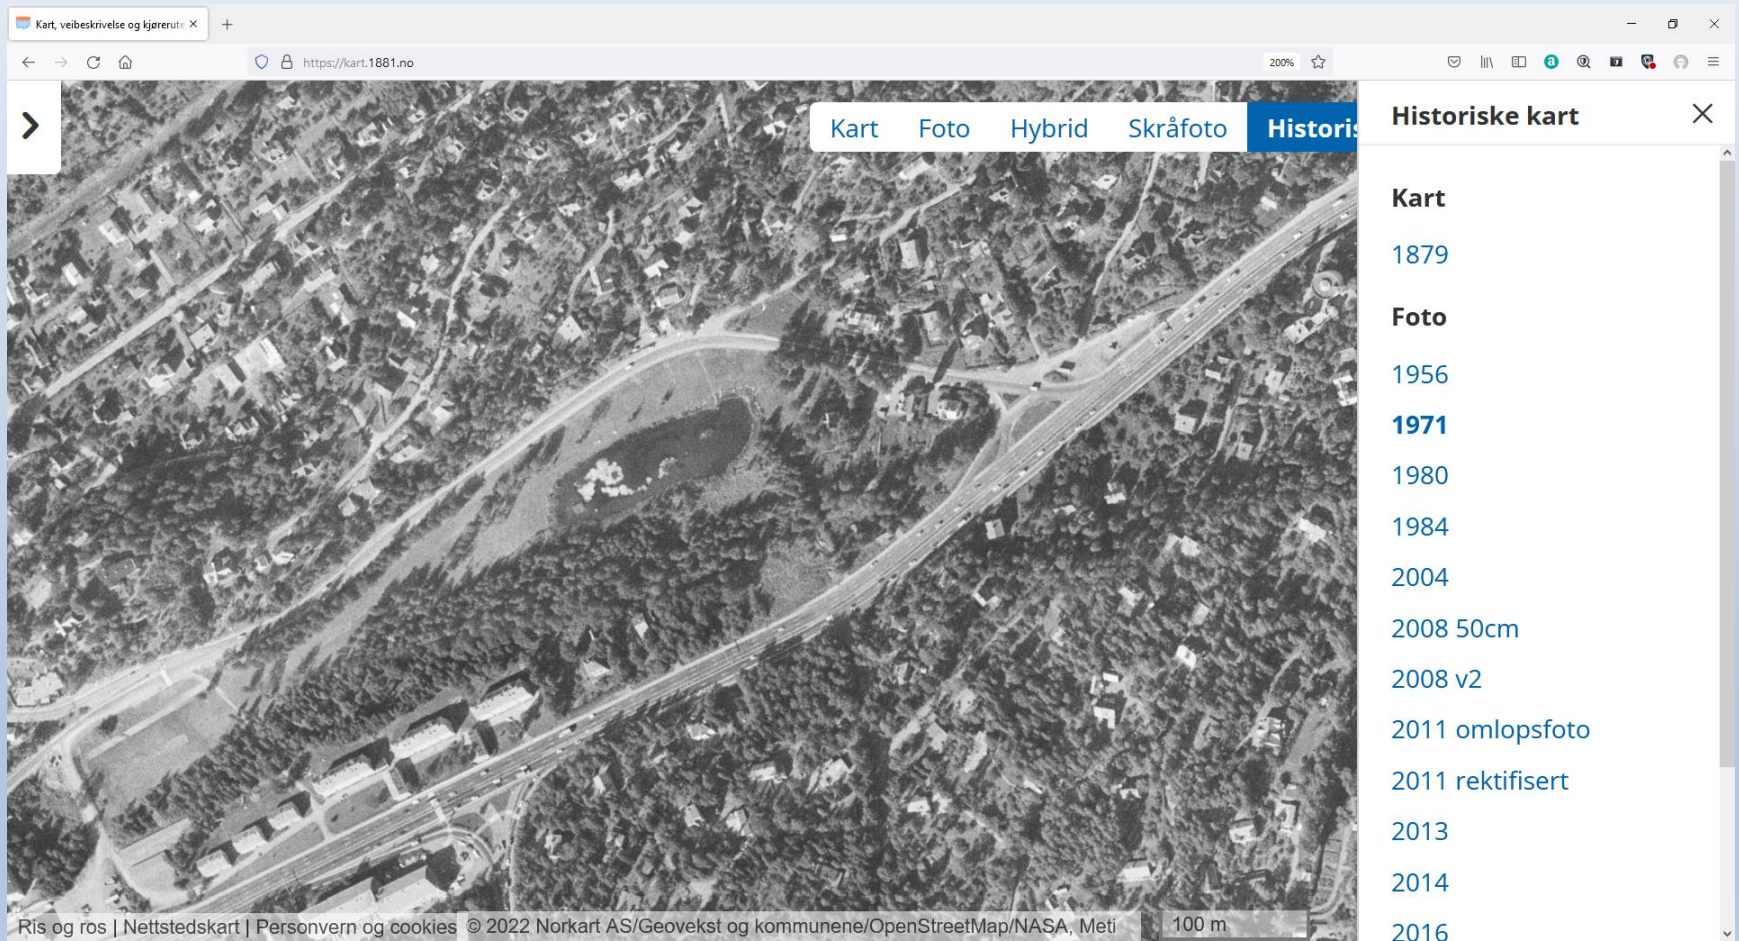 Kart, veibeskrivelse og kjørerute
https://kart.1881.no
200%
Kart Foto Hybrid Skråfoto Historis
Historiske kart
Kart
1879
Foto
1956
1971
1980
1984
2004
2008 50cm
2008 v2
2011 omlopsfoto
2011 rektifisert
2013
2014
2016
Ris og ros | Nettstedskart | Personvern og cookies © 2022 Norkart AS/Geovekst og kommunene/OpenStreetMap/NASA, Meti
100 m